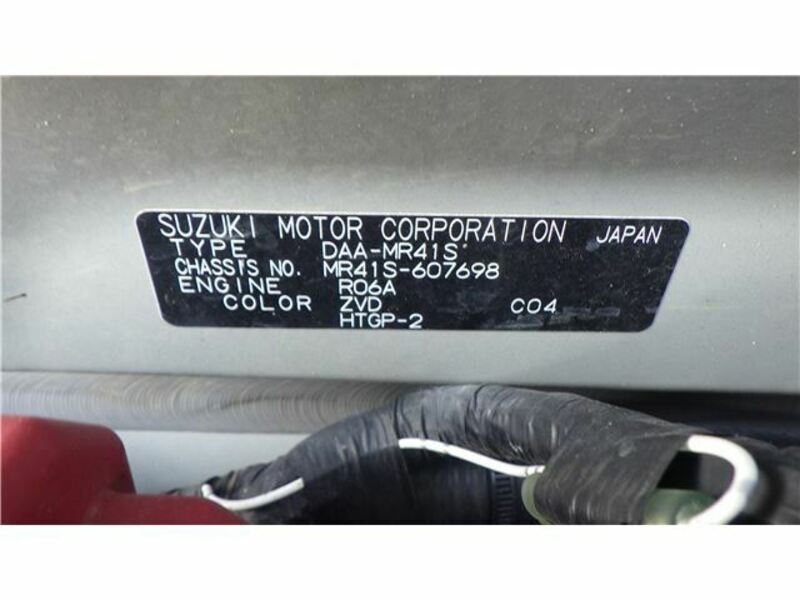 SUZUKI MOTOR CORPORATION JAPAN
TYPE DAA-MR41S
CHASSIS NO. MR41S-607698
ENGINE R06A
COLOR ZVD C04
HTGP-2